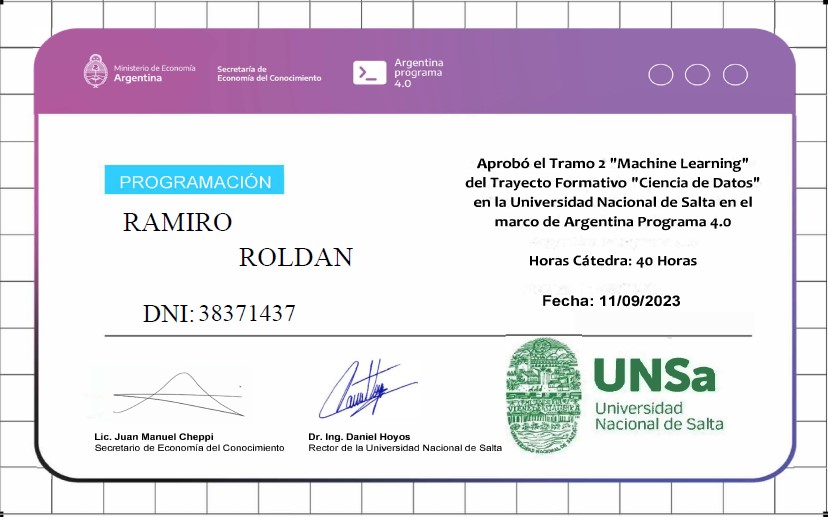 Ministerio de Economía
Argentina
Secretaría de
Economía del Conocimiento
>_
Argentina
programa
4.0
PROGRAMACIÓN
RAMIRO
ROLDAN
DNI: 38371437
Aprobó el Tramo 2 "Machine Learning"
del Trayecto Formativo "Ciencia de Datos"
en la Universidad Nacional de Salta en el
marco de Argentina Programa 4.0
Horas Cátedra: 40 Horas
Fecha: 11/09/2023
Lic. Juan Manuel Cheppi
Secretario de Economía del Conocimiento
Dr. Ing. Daniel Hoyos
Rector de la Universidad Nacional de Salta
UNSa
Universidad
Nacional de Salta